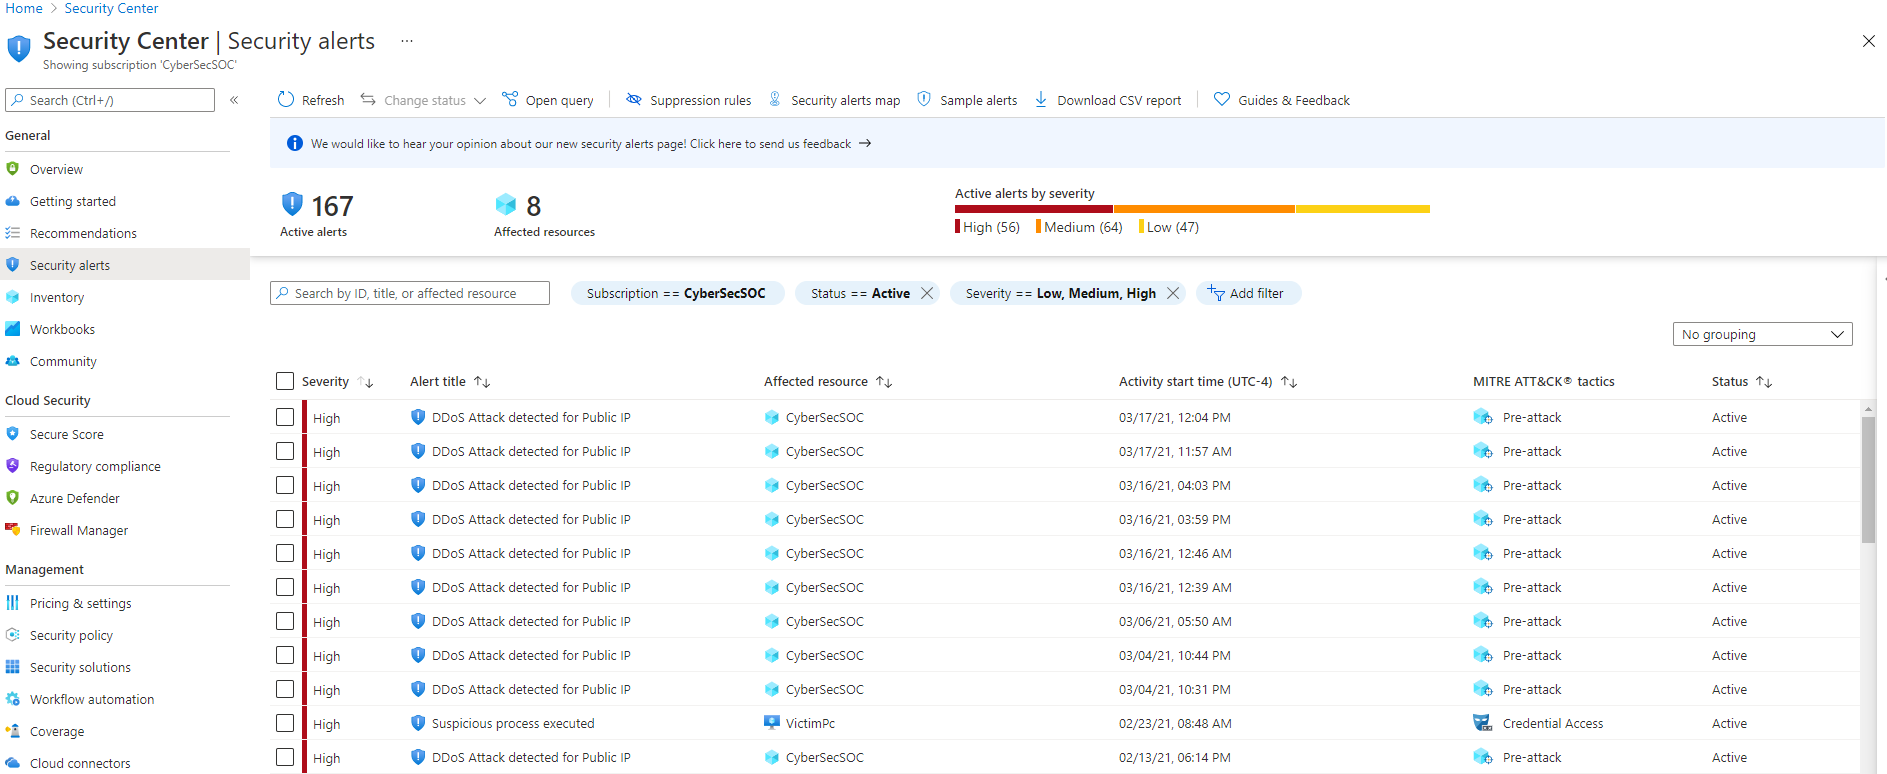 Home > Security Center
Security Center | Security alerts ...
Showing subscription 'CyberSecSOC'
Search (Ctrl+/) «
General
Overview
Getting started
Recommendations
Security alerts
Inventory
Workbooks
Community
Cloud Security
Secure Score
Regulatory compliance
Azure Defender
Firewall Manager
Management
Pricing & settings
Security policy
Security solutions
Workflow automation
Coverage
Cloud connectors
Refresh Change status Open query Suppression rules Security alerts map Sample alerts Download CSV report Guides & Feedback
We would like to hear your opinion about our new security alerts page! Click here to send us feedback →
167 8
Active alerts Affected resources
Active alerts by severity
High (56) Medium (64) Low (47)
Search by ID, title, or affected resource Subscription == CyberSecSOC Status == Active Severity == Low, Medium, High Add filter
No grouping
Severity Alert title Affected resource Activity start time (UTC-4) MITRE ATT&CK® tactics Status
High DDoS Attack detected for Public IP CyberSecSOC 03/17/21, 12:04 PM Pre-attack Active
High DDoS Attack detected for Public IP CyberSecSOC 03/17/21, 11:57 AM Pre-attack Active
High DDoS Attack detected for Public IP CyberSecSOC 03/16/21, 04:03 PM Pre-attack Active
High DDoS Attack detected for Public IP CyberSecSOC 03/16/21, 03:59 PM Pre-attack Active
High DDoS Attack detected for Public IP CyberSecSOC 03/16/21, 12:46 AM Pre-attack Active
High DDoS Attack detected for Public IP CyberSecSOC 03/16/21, 12:39 AM Pre-attack Active
High DDoS Attack detected for Public IP CyberSecSOC 03/06/21, 05:50 AM Pre-attack Active
High DDoS Attack detected for Public IP CyberSecSOC 03/04/21, 10:44 PM Pre-attack Active
High DDoS Attack detected for Public IP CyberSecSOC 03/04/21, 10:31 PM Pre-attack Active
High Suspicious process executed VictimPc 02/23/21, 08:48 AM Credential Access Active
High DDoS Attack detected for Public IP CyberSecSOC 02/13/21, 06:14 PM Pre-attack Active